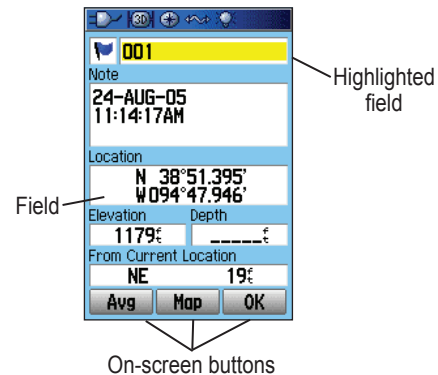 3D
001
Highlighted
field
Note
24-AUG-05
11:14:17AM
Location
N 38°51.395'
W094°47.946'
Field
Elevation Depth
1179ft _____ft
From Current Location
NE 19ft
Avg Map OK
On-screen buttons